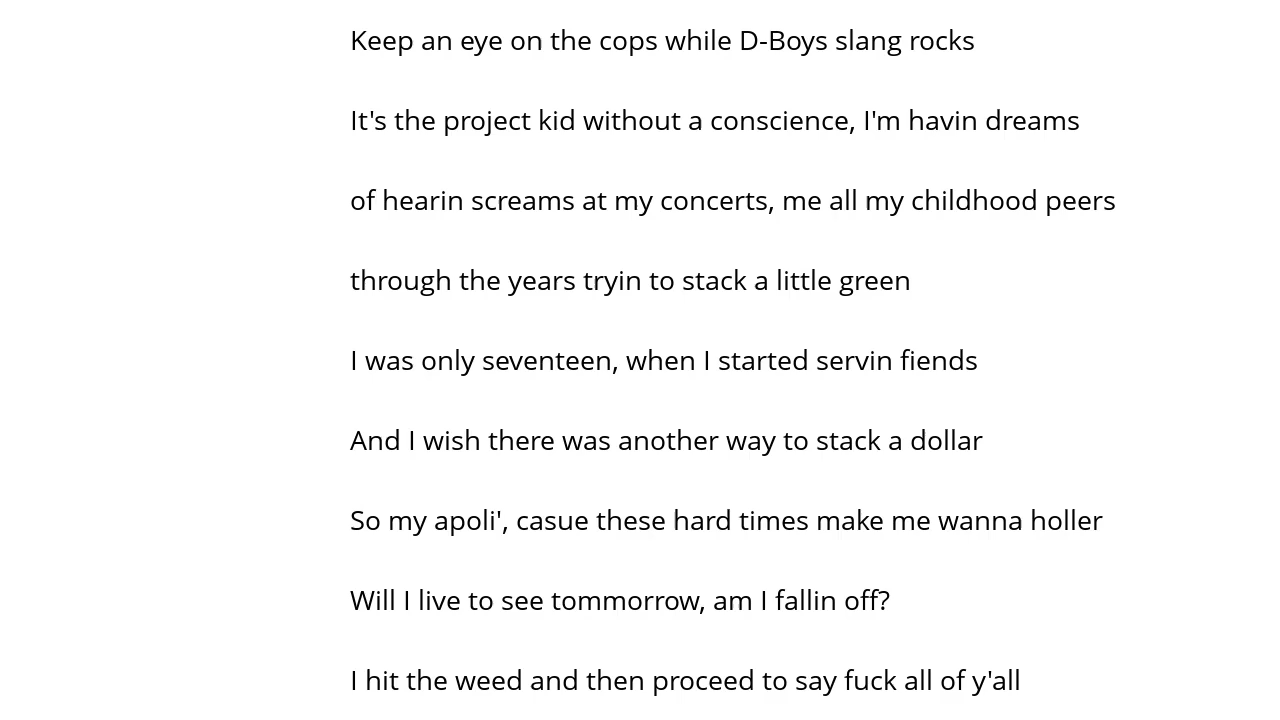 Keep an eye on the cops while D-Boys slang rocks
It's the project kid without a conscience, I'm havin dreams
of hearin screams at my concerts, me all my childhood peers
through the years tryin to stack a little green
I was only seventeen, when I started servin fiends
And I wish there was another way to stack a dollar
So my apoli', casue these hard times make me wanna holler
Will I live to see tommorrow, am I fallin off?
I hit the weed and then proceed to say fuck all of y'all